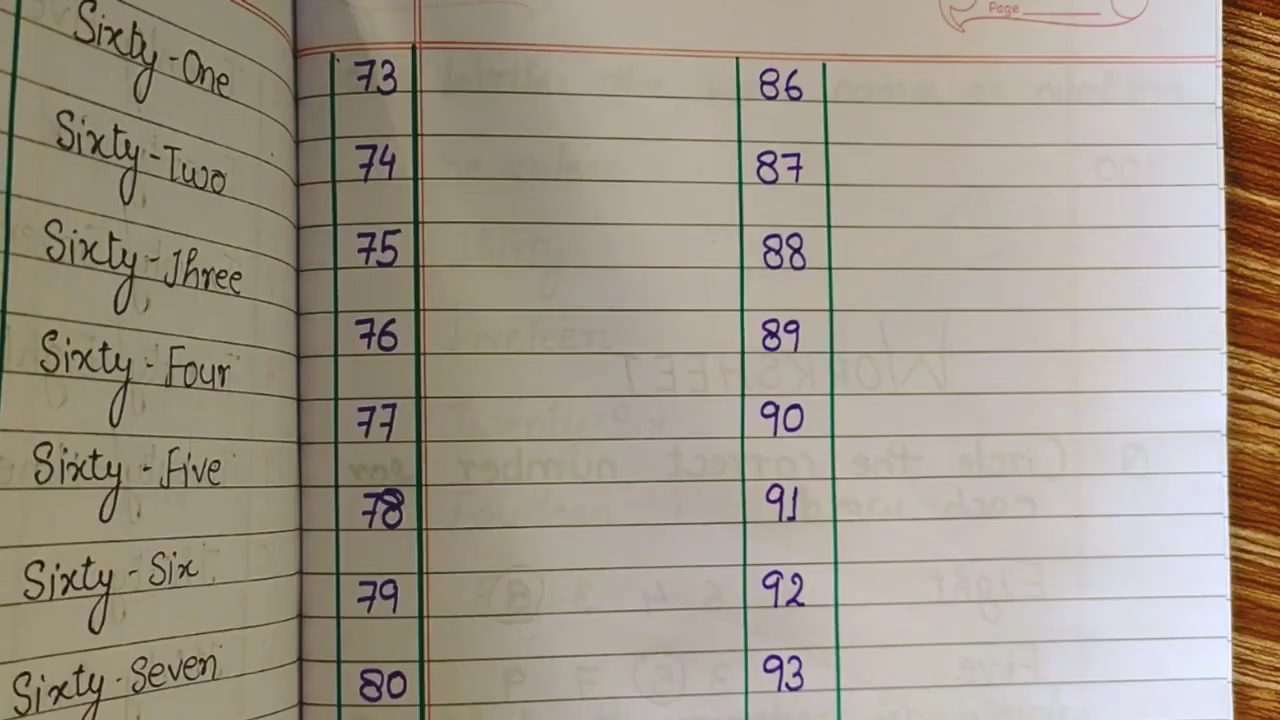 Page
Sixty-One
Sixty-Two
Sixty-Three
Sixty-Four
Sixty-Five
Sixty-Six
Sixty-Seven
73
74
75
76
77
78
79
80
86
87
88
89
90
91
92
93